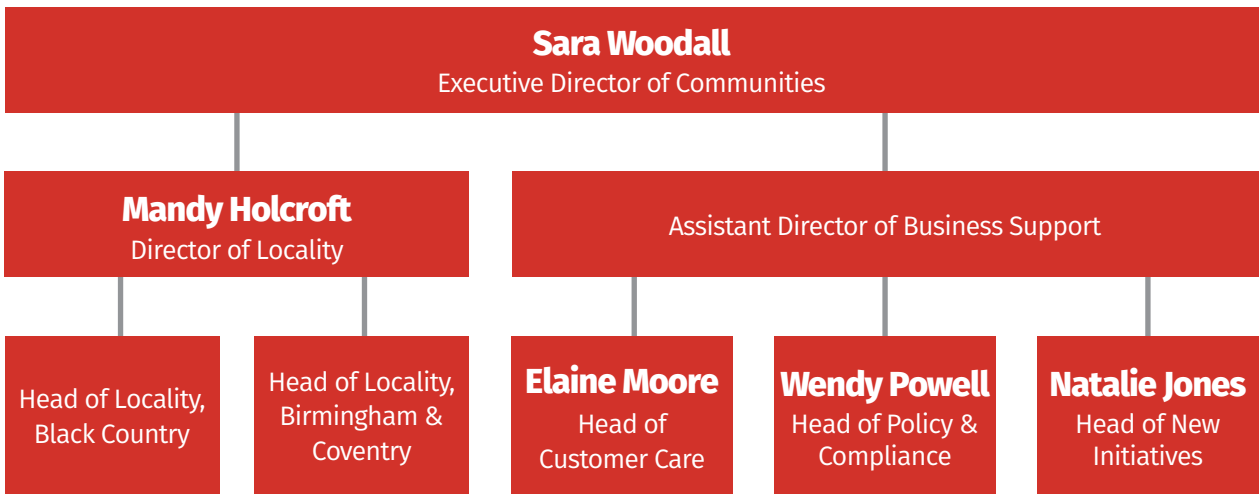 Sara Woodall
Executive Director of Communities
Mandy Holcroft
Director of Locality
Assistant Director of Business Support
Head of Locality,
Black Country
Head of Locality,
Birmingham &
Coventry
Elaine Moore
Head of
Customer Care
Wendy Powell
Head of Policy &
Compliance
Natalie Jones
Head of New
Initiatives